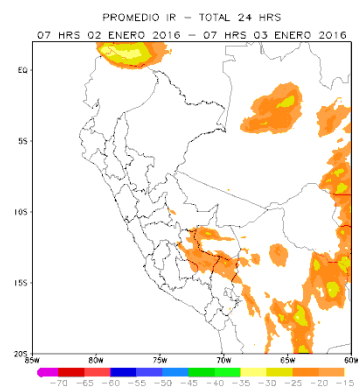 PROMEDIO IR – TOTAL 24 HRS
07 HRS 02 ENERO 2016 – 07 HRS 03 ENERO 2016
EQ
5S
10S
15S
20S
85W 80W 75W 70W 65W 60W
-70 -65 -60 -55 -50 -45 -40 -35 -30 -25 -20 -15